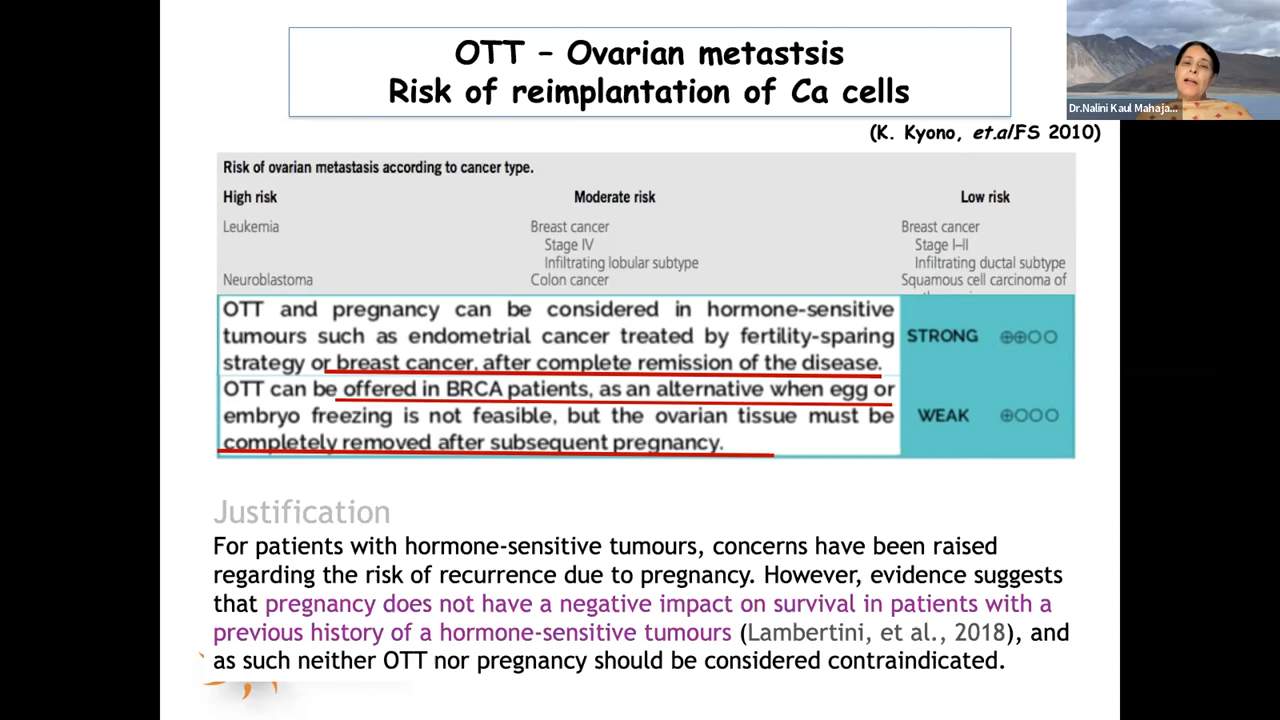 OTT – Ovarian metastsis
Risk of reimplantation of Ca cells
Dr.Nalini Kaul Mahaja...
(K. Kyono, et.al.FS 2010)
Risk of ovarian metastasis according to cancer type.
High risk Moderate risk Low risk
Leukemia Breast cancer Breast cancer
Stage IV Stage I–II
Infiltrating lobular subtype Infiltrating ductal subtype
Neuroblastoma Colon cancer Squamous cell carcinoma of
OTT and pregnancy can be considered in hormone-sensitive
tumours such as endometrial cancer treated by fertility-sparing STRONG ⊕⊕○○
strategy or breast cancer, after complete remission of the disease.
OTT can be offered in BRCA patients, as an alternative when egg or
embryo freezing is not feasible, but the ovarian tissue must be WEAK ⊕○○○
completely removed after subsequent pregnancy.
Justification
For patients with hormone-sensitive tumours, concerns have been raised
regarding the risk of recurrence due to pregnancy. However, evidence suggests
that pregnancy does not have a negative impact on survival in patients with a
previous history of a hormone-sensitive tumours (Lambertini, et al., 2018), and
as such neither OTT nor pregnancy should be considered contraindicated.